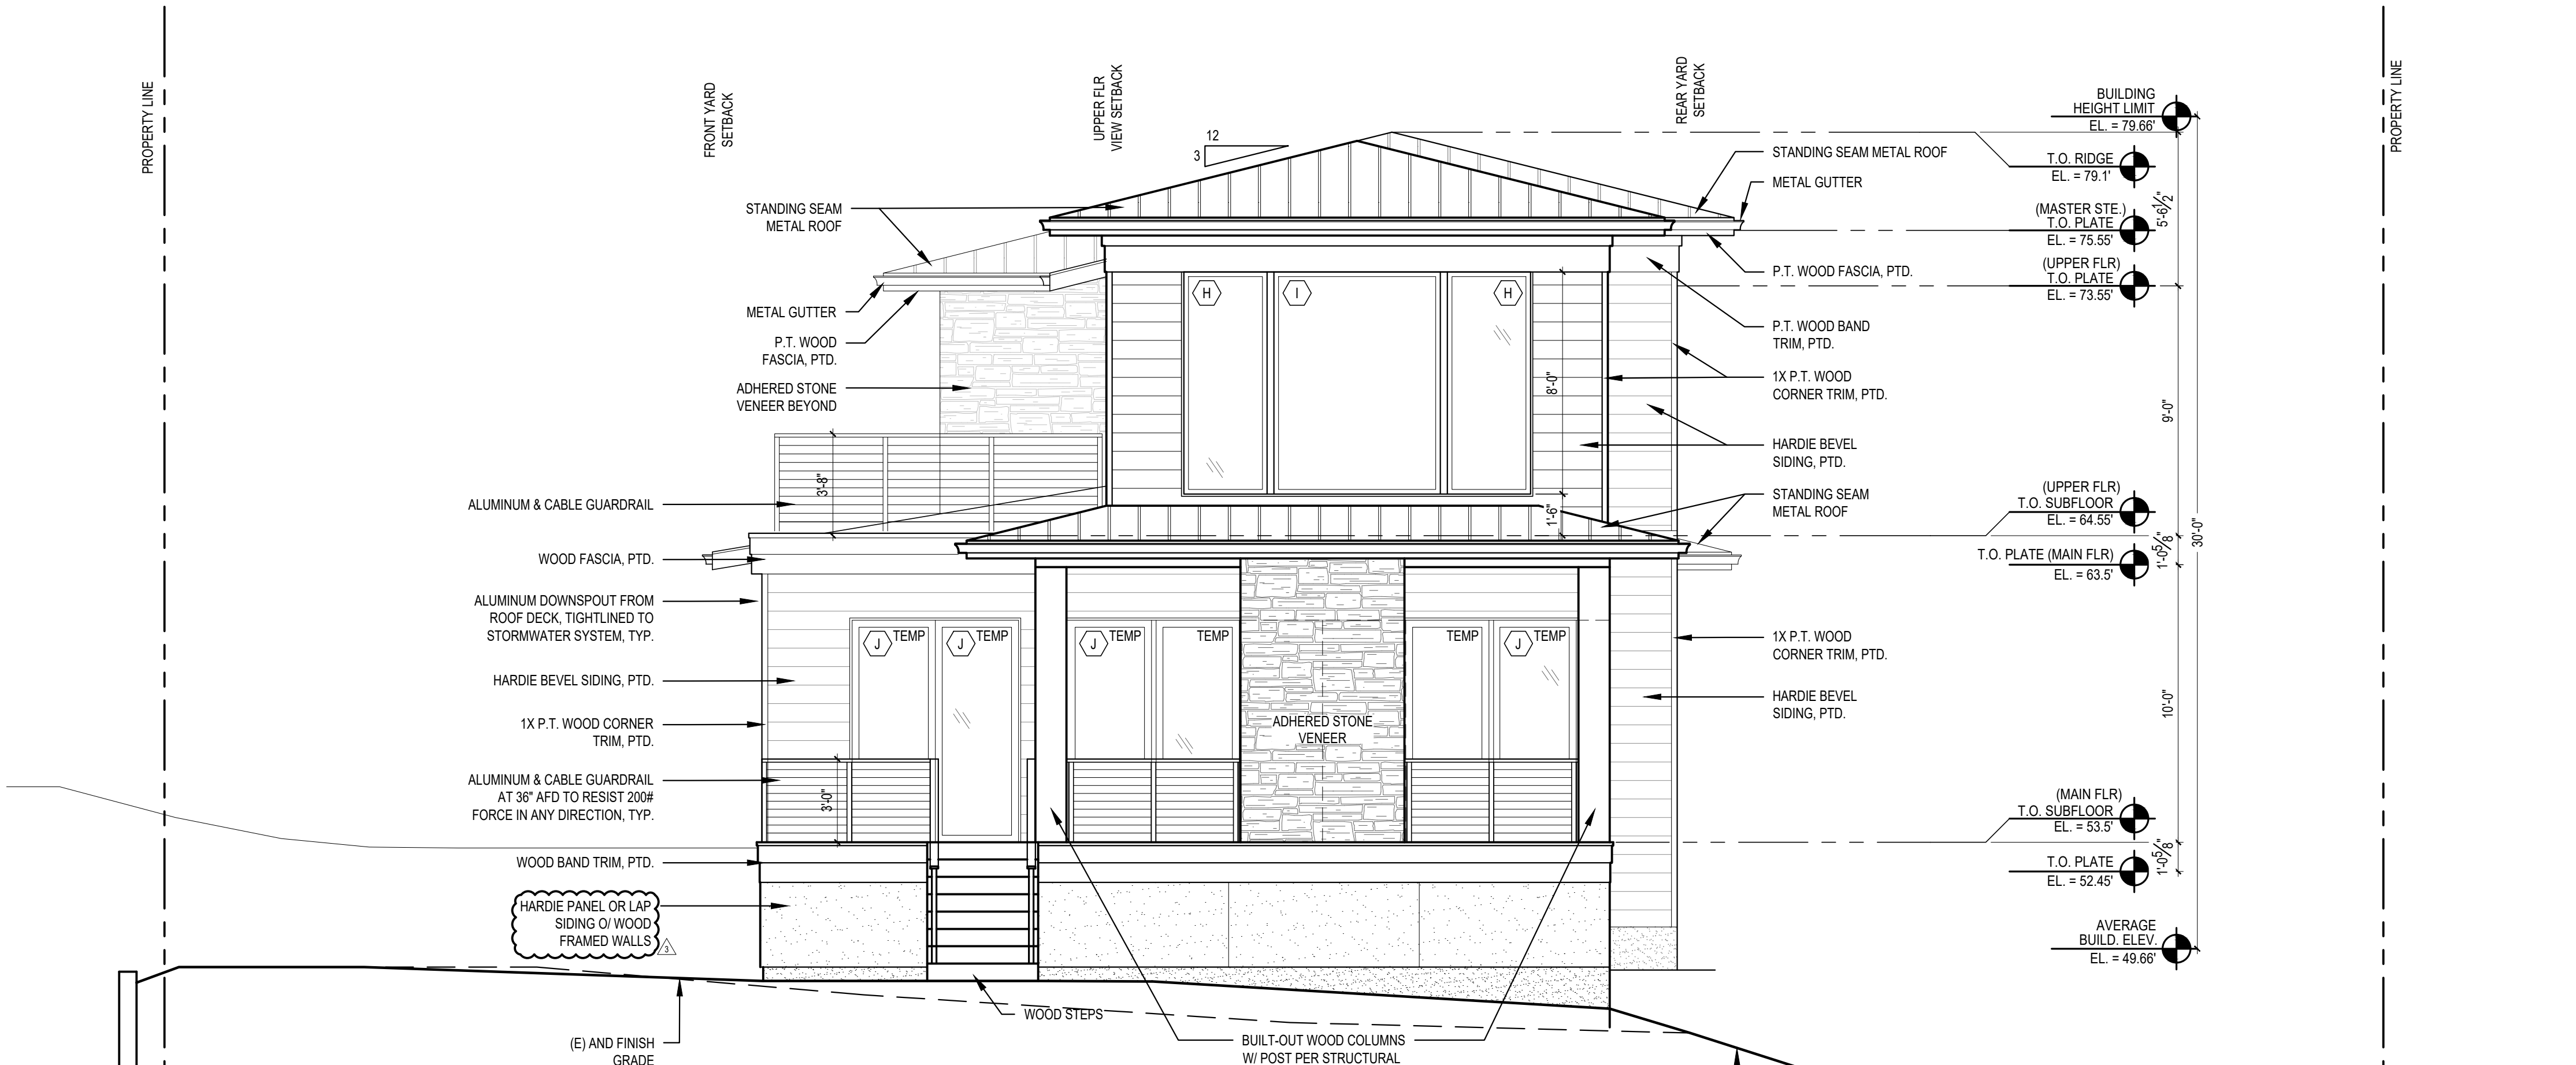 PROPERTY LINE
FRONT YARD
SETBACK
UPPER FLR
VIEW SETBACK
REAR YARD
SETBACK
PROPERTY LINE
12
3
STANDING SEAM
METAL ROOF
METAL GUTTER
P.T. WOOD
FASCIA, PTD.
ADHERED STONE
VENEER BEYOND
ALUMINUM & CABLE GUARDRAIL
WOOD FASCIA, PTD.
ALUMINUM DOWNSPOUT FROM
ROOF DECK, TIGHTLINED TO
STORMWATER SYSTEM, TYP.
HARDIE BEVEL SIDING, PTD.
1X P.T. WOOD CORNER
TRIM, PTD.
ALUMINUM & CABLE GUARDRAIL
AT 36" AFD TO RESIST 200#
FORCE IN ANY DIRECTION, TYP.
WOOD BAND TRIM, PTD.
HARDIE PANEL OR LAP
SIDING O/ WOOD
FRAMED WALLS
3
(E) AND FINISH
GRADE
H
I
H
8'-0"
1'-6"
3'-8"
J
TEMP
J
TEMP
J
TEMP
TEMP
TEMP
J
TEMP
ADHERED STONE
VENEER
3'-0"
WOOD STEPS
BUILT-OUT WOOD COLUMNS
W/ POST PER STRUCTURAL
STANDING SEAM METAL ROOF
METAL GUTTER
P.T. WOOD FASCIA, PTD.
P.T. WOOD BAND
TRIM, PTD.
1X P.T. WOOD
CORNER TRIM, PTD.
HARDIE BEVEL
SIDING, PTD.
STANDING SEAM
METAL ROOF
1X P.T. WOOD
CORNER TRIM, PTD.
HARDIE BEVEL
SIDING, PTD.
BUILDING
HEIGHT LIMIT
EL. = 79.66'
T.O. RIDGE
EL. = 79.1'
(MASTER STE.)
T.O. PLATE
EL. = 75.55'
(UPPER FLR)
T.O. PLATE
EL. = 73.55'
(UPPER FLR)
T.O. SUBFLOOR
EL. = 64.55'
T.O. PLATE (MAIN FLR)
EL. = 63.5'
(MAIN FLR)
T.O. SUBFLOOR
EL. = 53.5'
T.O. PLATE
EL. = 52.45'
AVERAGE
BUILD. ELEV.
EL. = 49.66'
5'-6 1/2"
9'-0"
1'-0 5/8"
10'-0"
1'-0 5/8"
30'-0"